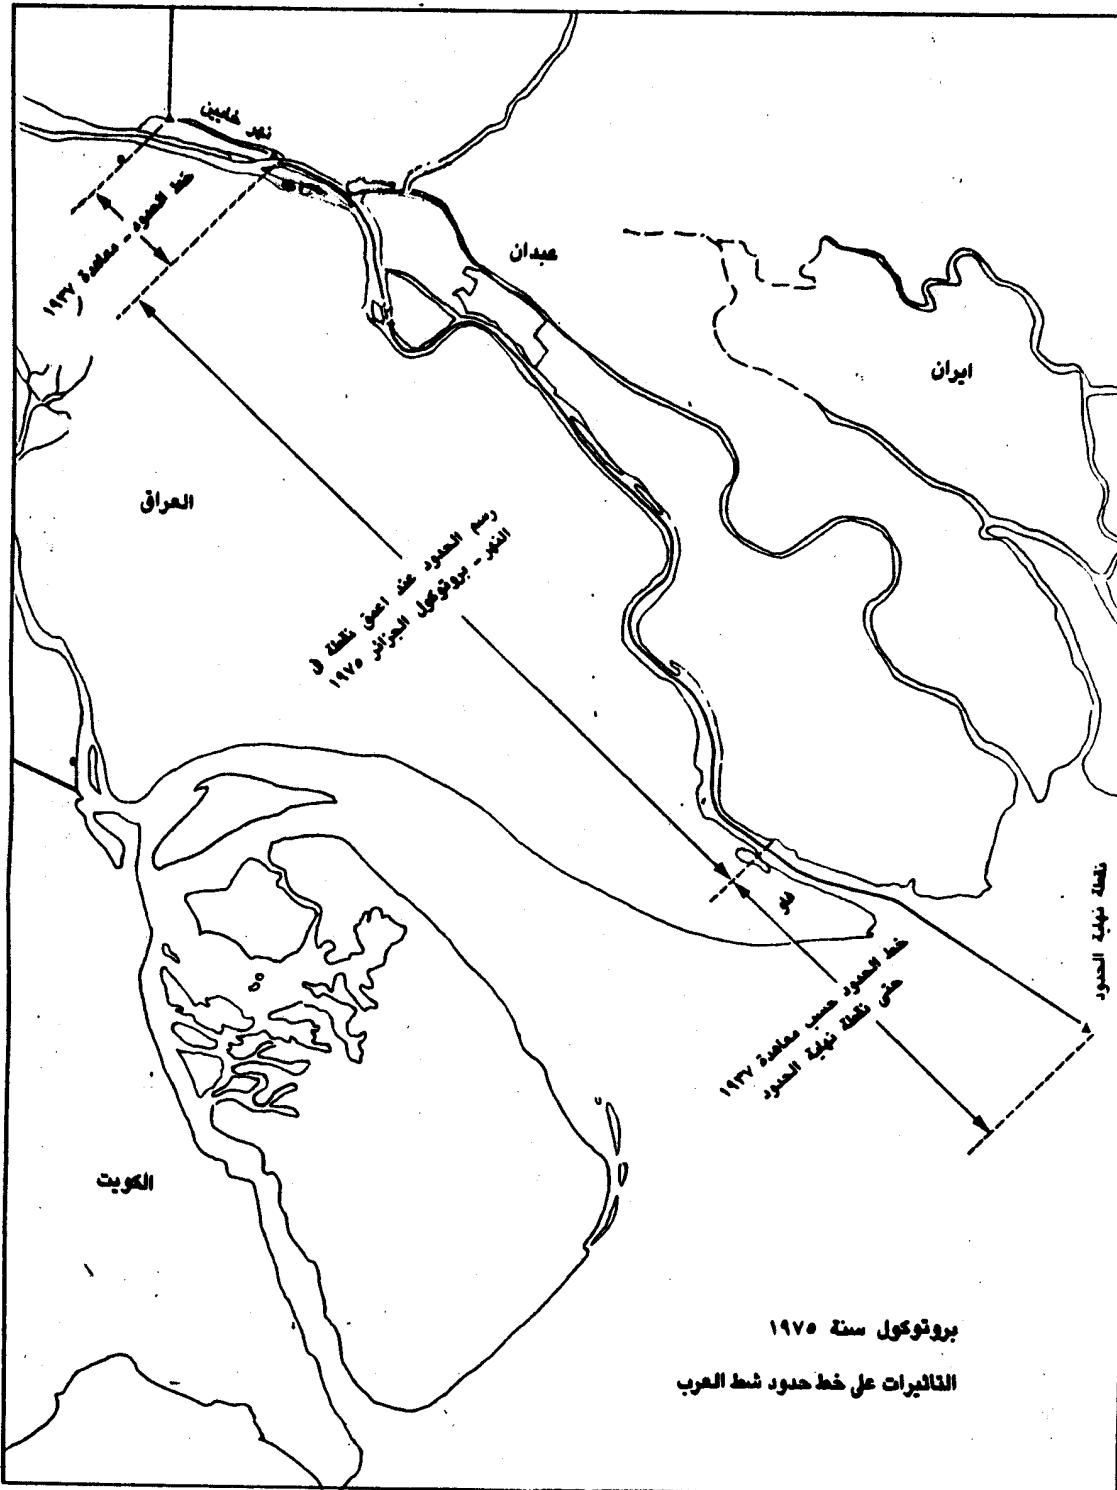 نهر خايين
خط الحدود - معاهدة ١٩٣٧
عبدان
ايران
العراق
رسم الحدود عند اعمق نقطة في
النهر - بروتوكول الجزائر ١٩٧٥
فاو
نقطة نهاية الحدود
خط الحدود حسب معاهدة ١٩٣٧
حتى نقطة نهاية الحدود
الكويت
بروتوكول سنة ١٩٧٥
التاثيرات على خط حدود شط العرب